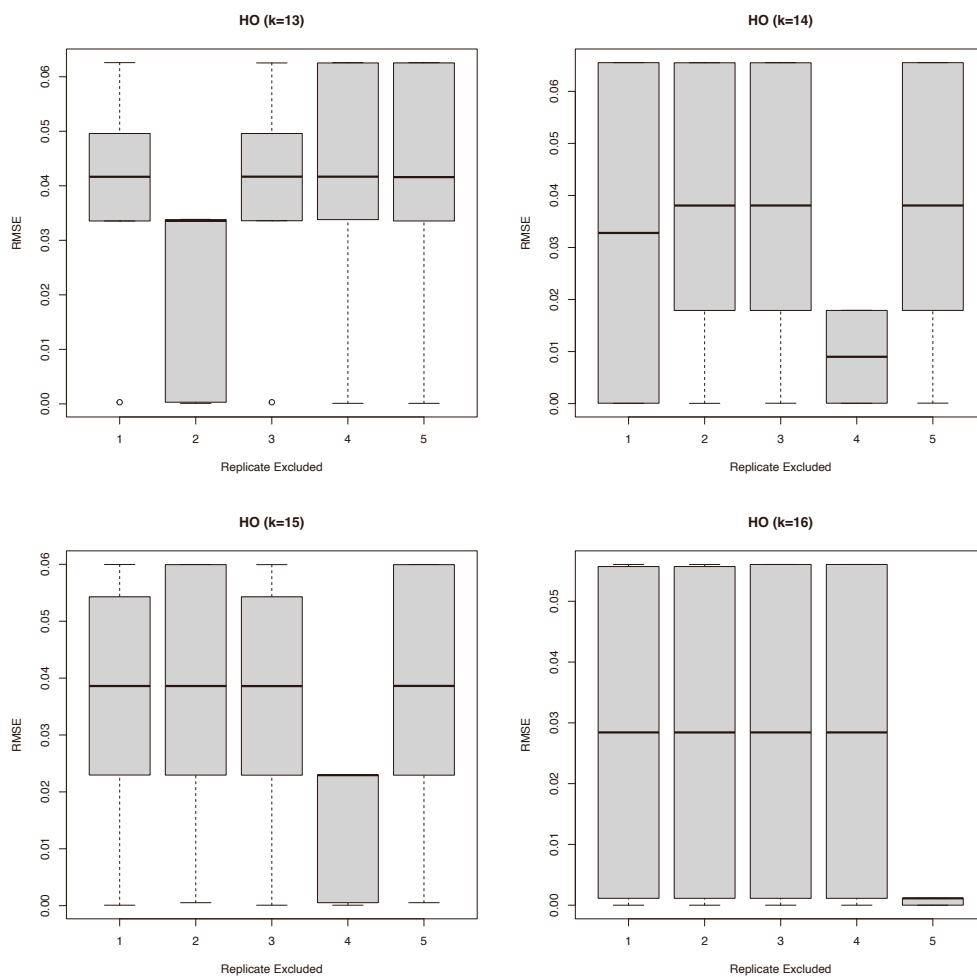 HO (k=13)
RMSE
0.00 0.01 0.02 0.03 0.04 0.05 0.06
1 2 3 4 5
Replicate Excluded
HO (k=14)
RMSE
0.00 0.01 0.02 0.03 0.04 0.05 0.06
1 2 3 4 5
Replicate Excluded
HO (k=15)
RMSE
0.00 0.01 0.02 0.03 0.04 0.05 0.06
1 2 3 4 5
Replicate Excluded
HO (k=16)
RMSE
0.00 0.01 0.02 0.03 0.04 0.05
1 2 3 4 5
Replicate Excluded